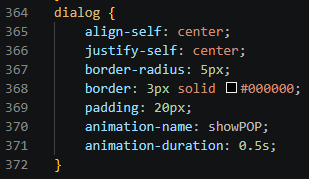 364 dialog {
365     align-self: center;
366     justify-self: center;
367     border-radius: 5px;
368     border: 3px solid #000000;
369     padding: 20px;
370     animation-name: showPOP;
371     animation-duration: 0.5s;
372 }